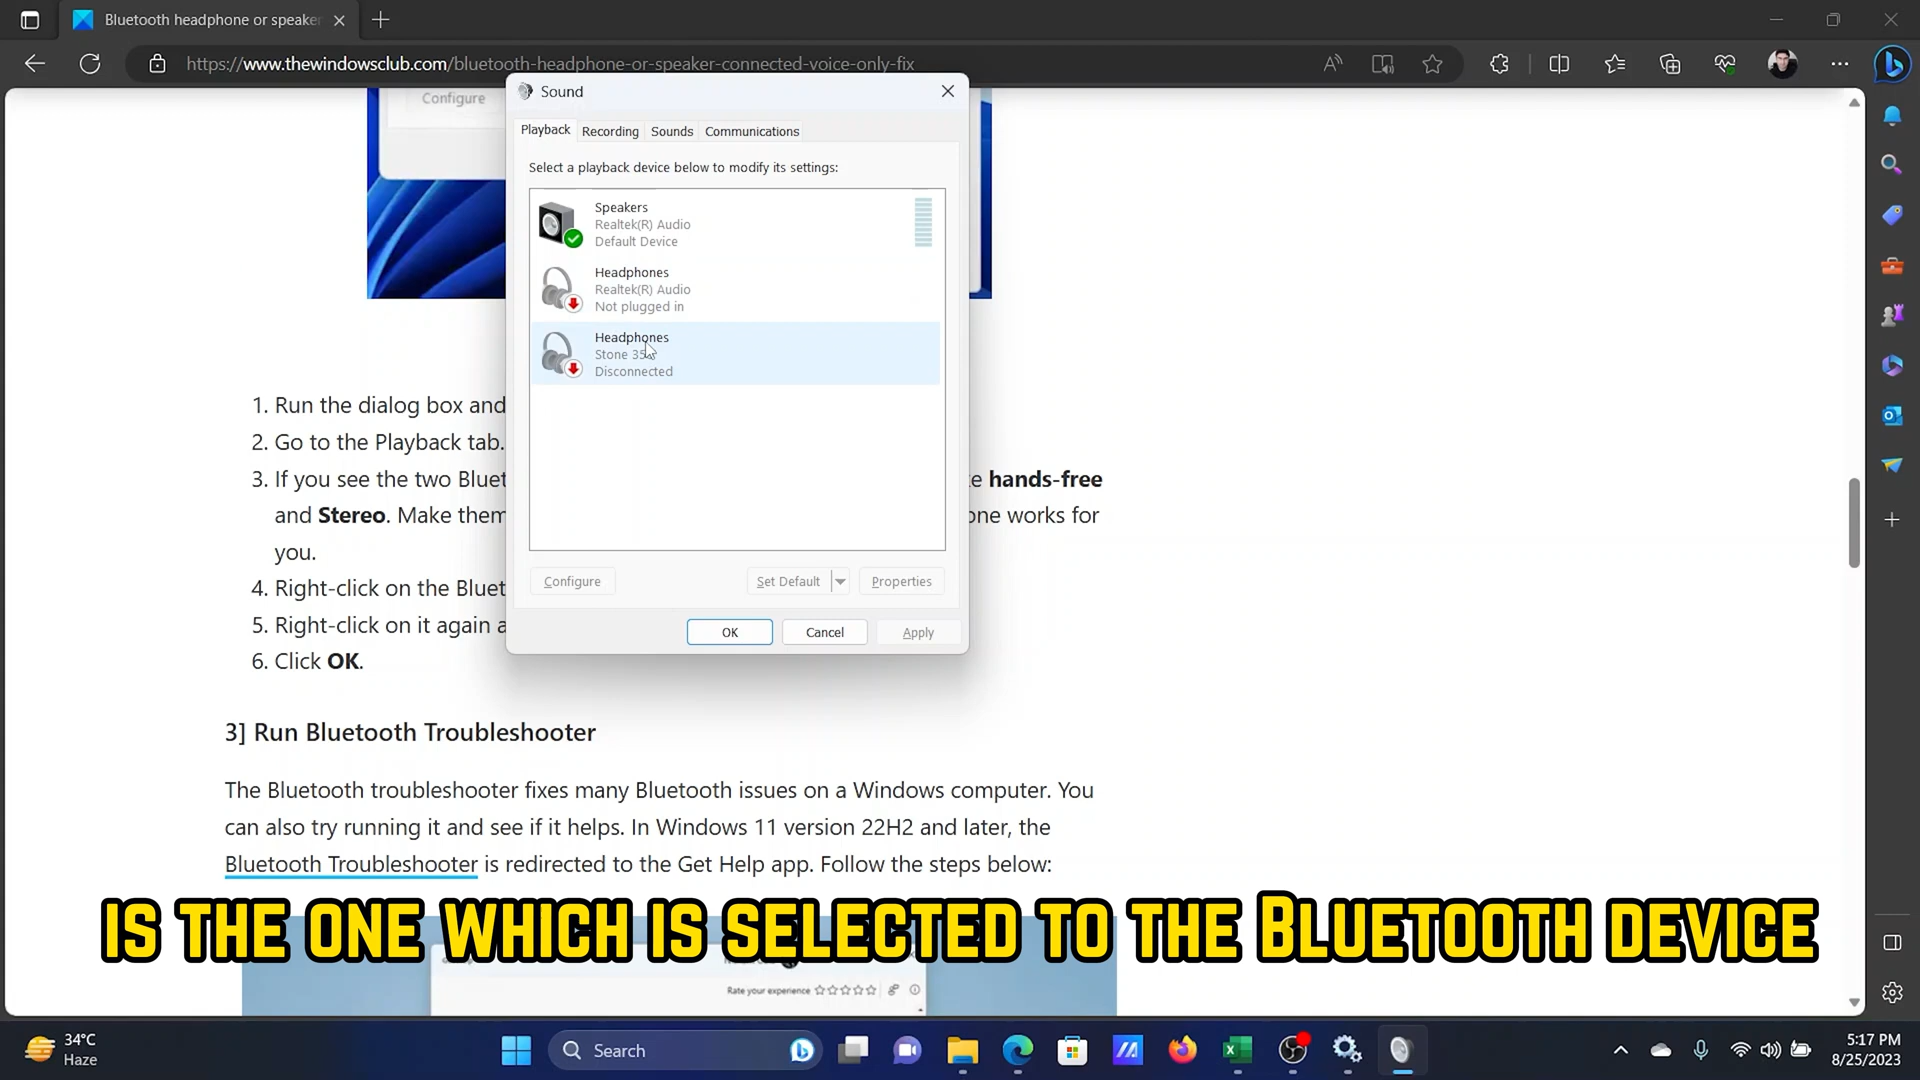 Bluetooth headphone or speaker
https://www.thewindowsclub.com/bluetooth-headphone-or-speaker-connected-voice-only-fix
Configure
Sound
Playback Recording Sounds Communications
Select a playback device below to modify its settings:
Speakers
Realtek(R) Audio
Default Device
Headphones
Realtek(R) Audio
Not plugged in
Headphones
Stone 35
Disconnected
Configure Set Default Properties
OK Cancel Apply
1. Run the dialog box and
2. Go to the Playback tab.
3. If you see the two Bluet hands-free
and Stereo. Make them one works for
you.
4. Right-click on the Bluet
5. Right-click on it again a
6. Click OK.
3] Run Bluetooth Troubleshooter
The Bluetooth troubleshooter fixes many Bluetooth issues on a Windows computer. You
can also try running it and see if it helps. In Windows 11 version 22H2 and later, the
Bluetooth Troubleshooter is redirected to the Get Help app. Follow the steps below:
is the one which is selected to the Bluetooth device
Rate your experience
34°C
Haze
Search
5:17 PM
8/25/2023